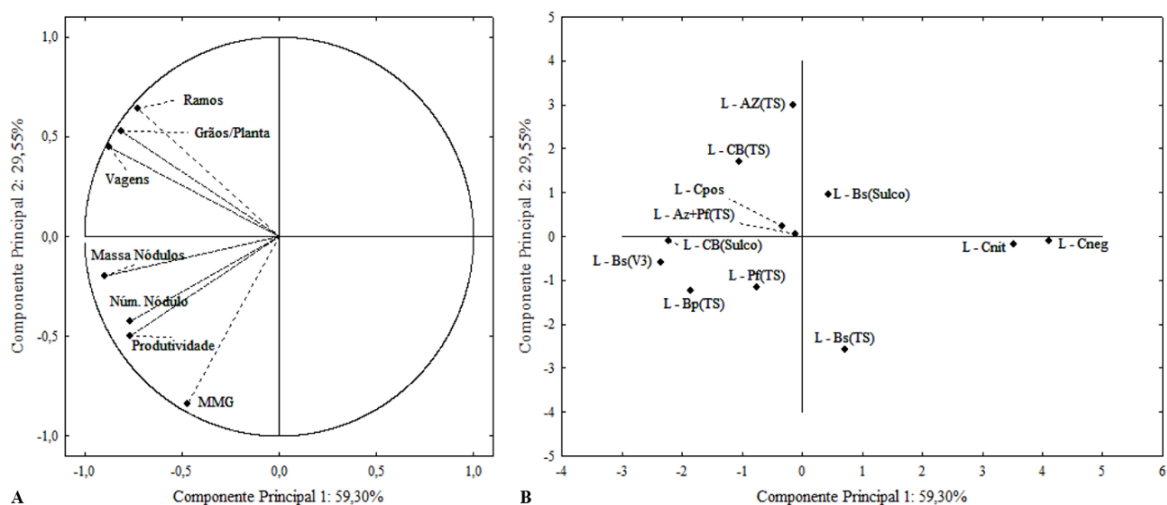 1,0
0,5
0,0
-0,5
-1,0
-1,0
-0,5
0,0
0,5
1,0
Componente Principal 2: 29,55%
Componente Principal 1: 59,30%
Ramos
Grãos/Planta
Vagens
Massa Nódulos
Núm. Nódulo
Produtividade
MMG
A
5
4
3
2
1
0
-1
-2
-3
-4
-5
-4
-3
-2
-1
0
1
2
3
4
5
6
Componente Principal 2: 29,55%
Componente Principal 1: 59,30%
L - AZ(TS)
L - CB(TS)
L - Cpos
L - Bs(Sulco)
L - Az+Pf(TS)
L - CB(Sulco)
L - Cnit
L - Cneg
L - Bs(V3)
L - Pf(TS)
L - Bp(TS)
L - Bs(TS)
B